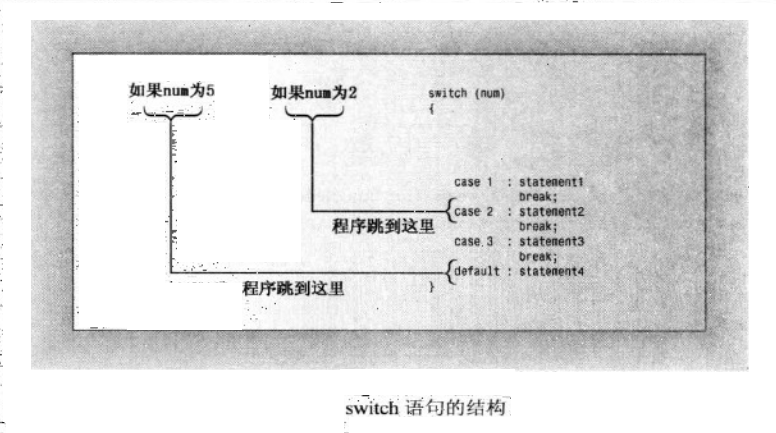 如果num为5
如果num为2
switch (num)
{
case 1 : statement1
break;
程序跳到这里
case 2 : statement2
break;
case 3 : statement3
break;
程序跳到这里
default : statement4
}
switch 语句的结构